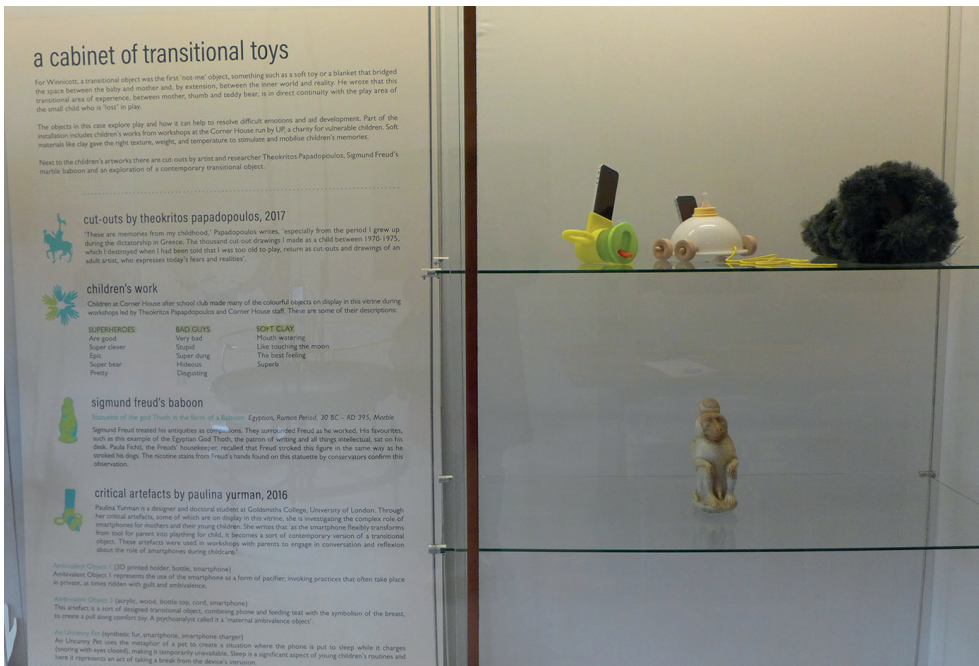 a cabinet of transitional toys
For Winnicott, a transitional object was the first 'not-me' object, something such as a soft toy or a blanket that bridged
the space between the baby and mother and, by extension, between the inner world and reality. He wrote that this
transitional area of experience, between mother, thumb and teddy bear, is in direct continuity with the play area of
the small child who is 'lost' in play.
The objects in this case explore play and how it can help to resolve difficult emotions and aid development. Part of the
installation includes children's works from workshops at the Corner House run by UP, a charity for vulnerable children. Soft
materials like clay gave the right texture, weight, and temperature to stimulate and mobilise children's memories.
Next to the children's artworks there are cut outs by artist and researcher Theokritos Papadopoulos, Sigmund Freud's
marble baboon and an exploration of a contemporary transitional object.
cut-outs by theokritos papadopoulos, 2017
'These are memories from my childhood,' Papadopoulos writes, 'especially from the period I grew up
during the dictatorship in Greece. The thousand cut out drawings I made as a child between 1970-1975,
which I destroyed when I had been told that I was too old to play, return as cut outs and drawings of an
adult artist, who expresses today's fears and realities'.
children's work
Children at Corner House after school club made many of the colourful objects on display in this vitrine during
workshops led by Theokritos Papapadopoulos and Corner House staff. These are some of their descriptions:
SUPERHEROES BAD GUYS SOFT CLAY
Are good Very bad Mouth watering
Super clever Stupid Like touching the moon
Epic Super dung The best feeling
Super bear Hideous Superb
Pretty Disgusting
sigmund freud's baboon
Statuette of the god Thoth in the form of a Baboon Egyptian, Roman Period, 30 BC - AD 395, Marble
Sigmund Freud treated his antiquities as companions. They surrounded Freud as he worked. His favourites,
such as this example of the Egyptian God Thoth, the patron of writing and all things intellectual, sat on his
desk. Paula Fichtl, the Freuds' housekeeper, recalled that Freud stroked this figure in the same way as he
stroked his dogs. The nicotine stains from Freud's hands found on this statuette by conservators confirm this
observation.
critical artefacts by paulina yurman, 2016
Paulina Yurman is a designer and doctoral student at Goldsmiths College, University of London. Through
her critical artefacts, some of which are on display in this vitrine, she is investigating the complex role of
smartphones for mothers and their young children. She writes that 'as the smartphone flexibly transforms
from tool for parent into plaything for child, it becomes a sort of contemporary version of a transitional
object. These artefacts were used in workshops with parents to engage in conversation and reflexion
about the role of smartphones during childcare.'
Ambivalent Object 1 (3D printed holder, bottle, smartphone)
Ambivalent Object 1 represents the use of the smartphone as a form of pacifier, invoking practices that often take place
in private, at times ridden with guilt and ambivalence.
Ambivalent Object 2 (acrylic, wood, bottle top, cord, smartphone)
This artefact is a sort of designed transitional object, combining phone and feeding teat with the symbolism of the breast,
to create a pull along comfort toy. A psychoanalyst called it a 'maternal ambivalence object'.
An Uncanny Pet (synthetic fur, smartphone, smartphone charger)
An Uncanny Pet uses the metaphor of a pet to create a situation where the phone is put to sleep while it charges
(snoring with eyes closed), making it temporarily unavailable. Sleep is a significant aspect of young children's routines and
here it represents an act of taking a break from the device's intrusion.